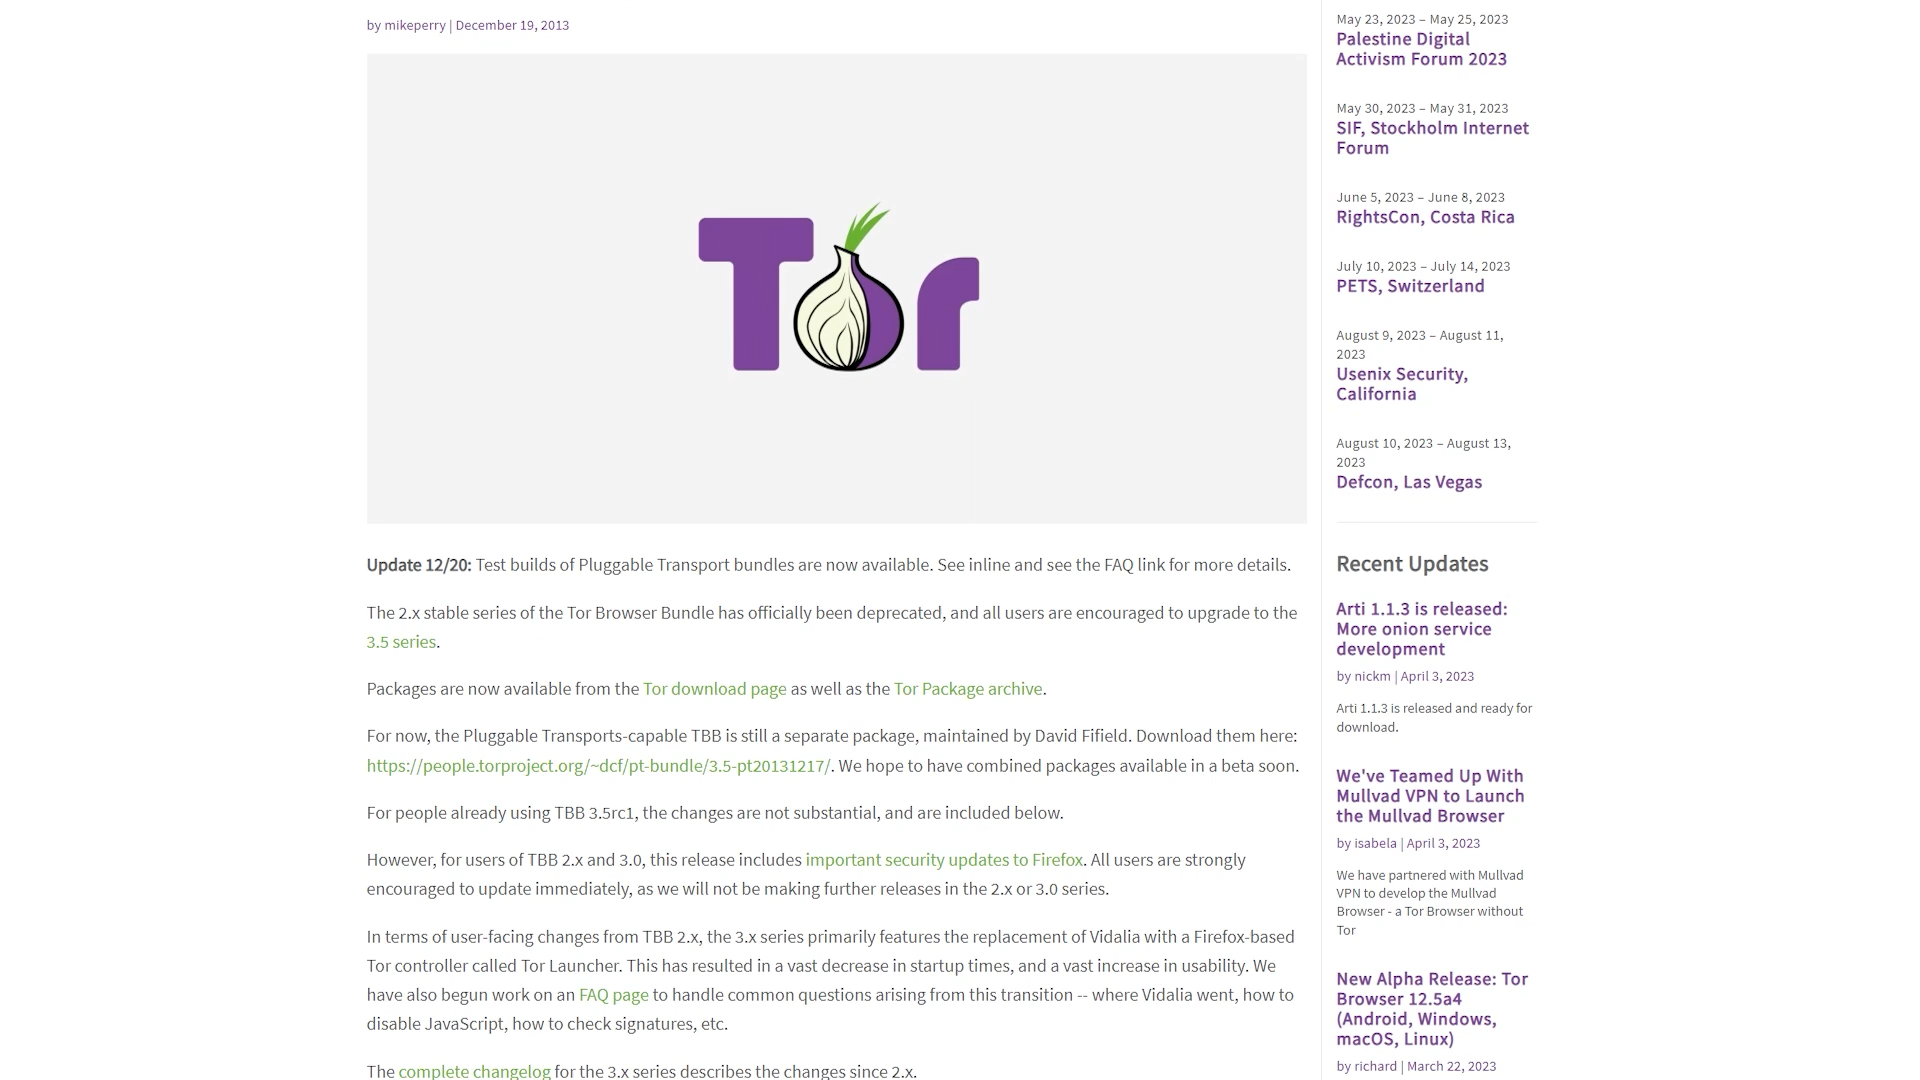 by mikeperry | December 19, 2013
Tor
Update 12/20: Test builds of Pluggable Transport bundles are now available. See inline and see the FAQ link for more details.
The 2.x stable series of the Tor Browser Bundle has officially been deprecated, and all users are encouraged to upgrade to the
3.5 series.
Packages are now available from the Tor download page as well as the Tor Package archive.
For now, the Pluggable Transports-capable TBB is still a separate package, maintained by David Fifield. Download them here:
https://people.torproject.org/~dcf/pt-bundle/3.5-pt20131217/. We hope to have combined packages available in a beta soon.
For people already using TBB 3.5rc1, the changes are not substantial, and are included below.
However, for users of TBB 2.x and 3.0, this release includes important security updates to Firefox. All users are strongly
encouraged to update immediately, as we will not be making further releases in the 2.x or 3.0 series.
In terms of user-facing changes from TBB 2.x, the 3.x series primarily features the replacement of Vidalia with a Firefox-based
Tor controller called Tor Launcher. This has resulted in a vast decrease in startup times, and a vast increase in usability. We
have also begun work on an FAQ page to handle common questions arising from this transition -- where Vidalia went, how to
disable JavaScript, how to check signatures, etc.
The complete changelog for the 3.x series describes the changes since 2.x.
May 23, 2023 – May 25, 2023
Palestine Digital
Activism Forum 2023
May 30, 2023 – May 31, 2023
SIF, Stockholm Internet
Forum
June 5, 2023 – June 8, 2023
RightsCon, Costa Rica
July 10, 2023 – July 14, 2023
PETS, Switzerland
August 9, 2023 – August 11,
2023
Usenix Security,
California
August 10, 2023 – August 13,
2023
Defcon, Las Vegas
Recent Updates
Arti 1.1.3 is released:
More onion service
development
by nickm | April 3, 2023
Arti 1.1.3 is released and ready for
download.
We've Teamed Up With
Mullvad VPN to Launch
the Mullvad Browser
by isabela | April 3, 2023
We have partnered with Mullvad
VPN to develop the Mullvad
Browser - a Tor Browser without
Tor
New Alpha Release: Tor
Browser 12.5a4
(Android, Windows,
macOS, Linux)
by richard | March 22, 2023